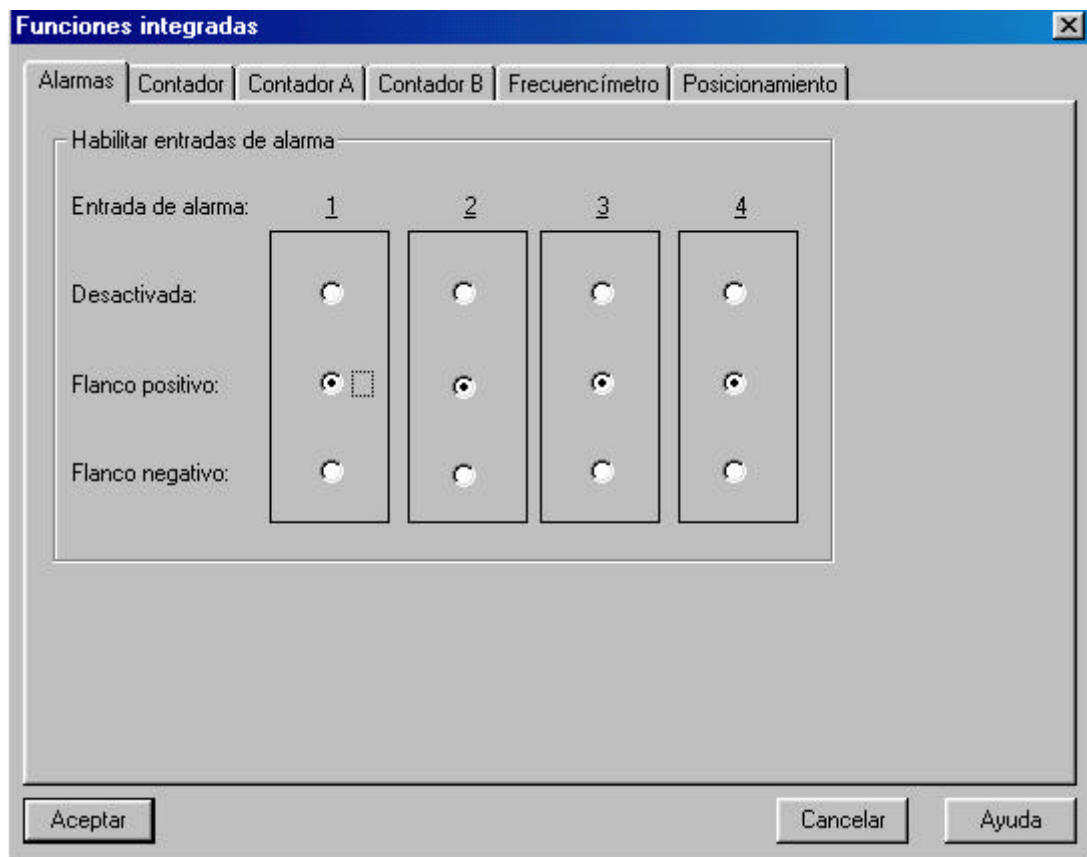 Funciones integradas
Alarmas Contador Contador A Contador B Frecuencímetro Posicionamiento
Habilitar entradas de alarma
Entrada de alarma: 1 2 3 4
Desactivada:
Flanco positivo:
Flanco negativo:
Aceptar Cancelar Ayuda